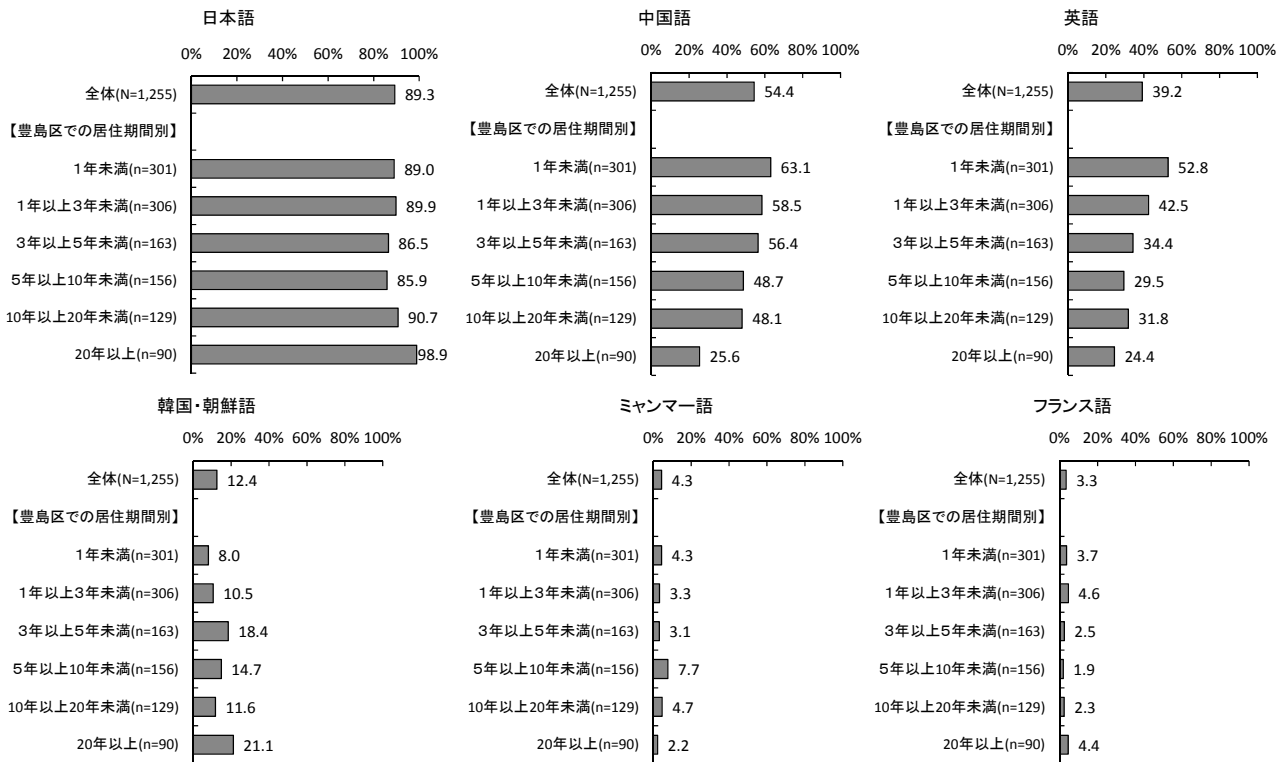 日本語
0% 20% 40% 60% 80% 100%
全体(N=1,255) 89.3
【豊島区での居住期間別】
1年未満(n=301) 89.0
1年以上3年未満(n=306) 89.9
3年以上5年未満(n=163) 86.5
5年以上10年未満(n=156) 85.9
10年以上20年未満(n=129) 90.7
20年以上(n=90) 98.9
中国語
0% 20% 40% 60% 80% 100%
全体(N=1,255) 54.4
【豊島区での居住期間別】
1年未満(n=301) 63.1
1年以上3年未満(n=306) 58.5
3年以上5年未満(n=163) 56.4
5年以上10年未満(n=156) 48.7
10年以上20年未満(n=129) 48.1
20年以上(n=90) 25.6
英語
0% 20% 40% 60% 80% 100%
全体(N=1,255) 39.2
【豊島区での居住期間別】
1年未満(n=301) 52.8
1年以上3年未満(n=306) 42.5
3年以上5年未満(n=163) 34.4
5年以上10年未満(n=156) 29.5
10年以上20年未満(n=129) 31.8
20年以上(n=90) 24.4
韓国・朝鮮語
0% 20% 40% 60% 80% 100%
全体(N=1,255) 12.4
【豊島区での居住期間別】
1年未満(n=301) 8.0
1年以上3年未満(n=306) 10.5
3年以上5年未満(n=163) 18.4
5年以上10年未満(n=156) 14.7
10年以上20年未満(n=129) 11.6
20年以上(n=90) 21.1
ミャンマー語
0% 20% 40% 60% 80% 100%
全体(N=1,255) 4.3
【豊島区での居住期間別】
1年未満(n=301) 4.3
1年以上3年未満(n=306) 3.3
3年以上5年未満(n=163) 3.1
5年以上10年未満(n=156) 7.7
10年以上20年未満(n=129) 4.7
20年以上(n=90) 2.2
フランス語
0% 20% 40% 60% 80% 100%
全体(N=1,255) 3.3
【豊島区での居住期間別】
1年未満(n=301) 3.7
1年以上3年未満(n=306) 4.6
3年以上5年未満(n=163) 2.5
5年以上10年未満(n=156) 1.9
10年以上20年未満(n=129) 2.3
20年以上(n=90) 4.4